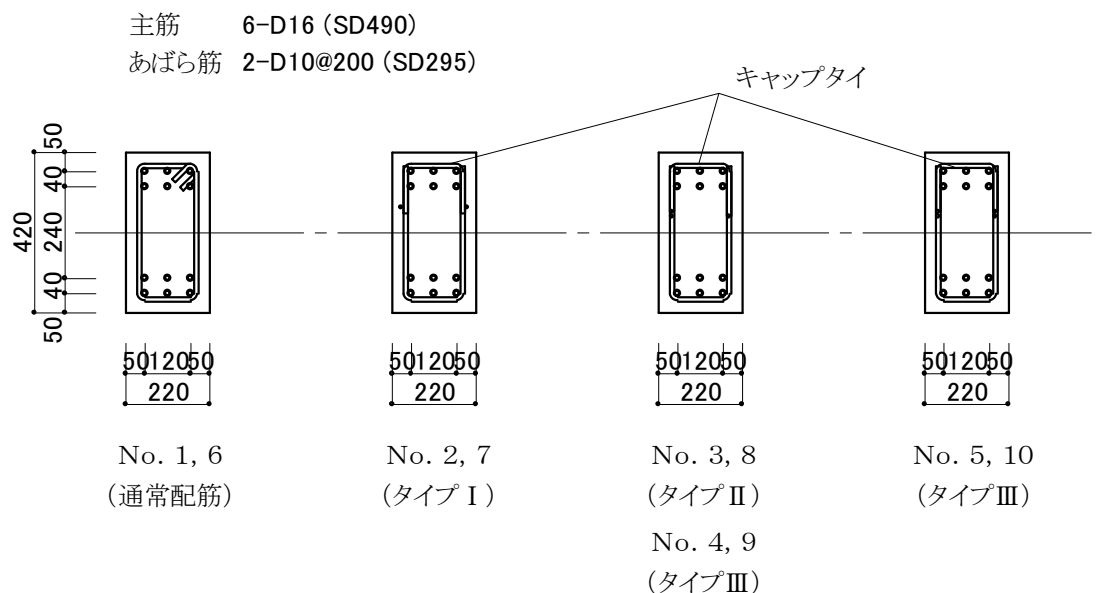 主筋 6-D16 (SD490)
あばら筋 2-D10@200 (SD295)
キャップタイ
420
50
40
240
40
50
50 120 50
220
50 120 50
220
50 120 50
220
50 120 50
220
No. 1, 6
(通常配筋)
No. 2, 7
(タイプⅠ)
No. 3, 8
(タイプⅡ)
No. 4, 9
(タイプⅢ)
No. 5, 10
(タイプⅢ)